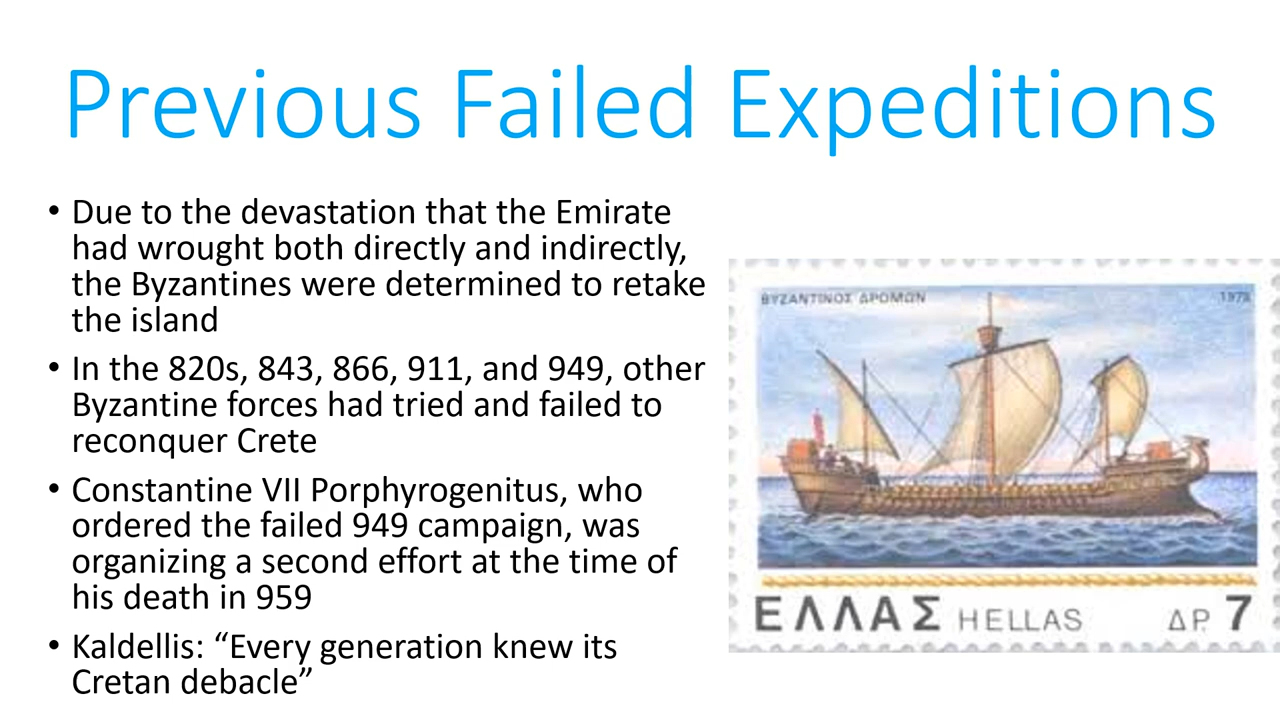 Previous Failed Expeditions
• Due to the devastation that the Emirate
had wrought both directly and indirectly,
the Byzantines were determined to retake
the island
• In the 820s, 843, 866, 911, and 949, other
Byzantine forces had tried and failed to
reconquer Crete
• Constantine VII Porphyrogenitus, who
ordered the failed 949 campaign, was
organizing a second effort at the time of
his death in 959
• Kaldellis: “Every generation knew its
Cretan debacle”
ΒΥΖΑΝΤΙΝΟΣ ΔΡΟΜΩΝ 1978
ΕΛΛΑΣ HELLAS ΔΡ. 7